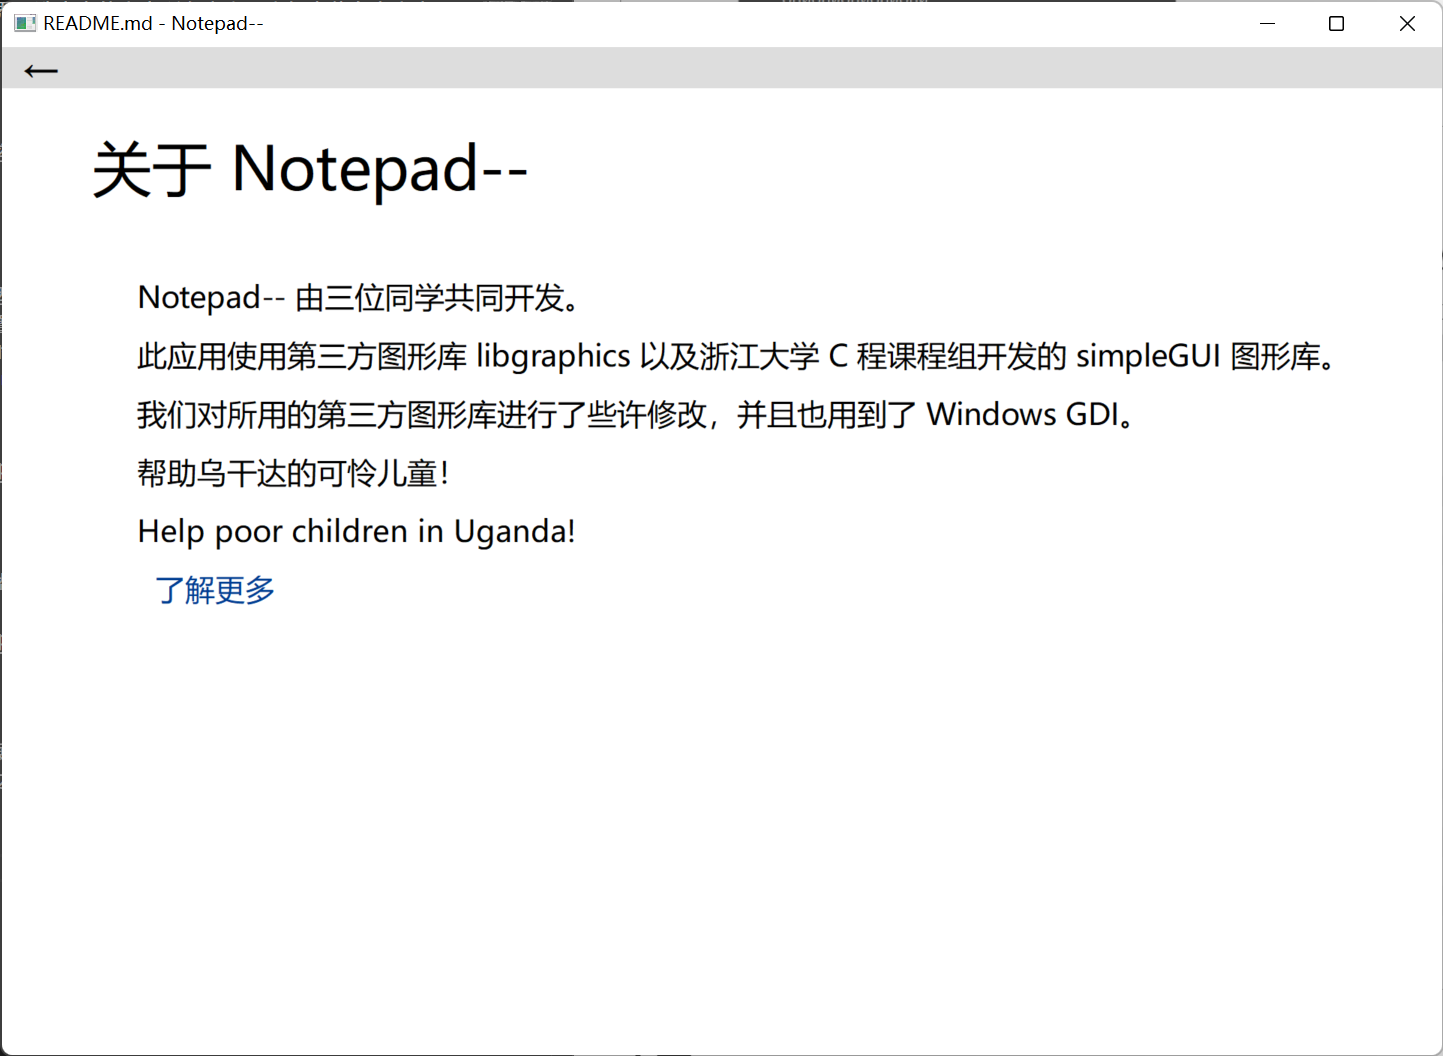 README.md - Notepad--
关于 Notepad--
Notepad-- 由三位同学共同开发。
此应用使用第三方图形库 libgraphics 以及浙江大学 C 程课程组开发的 simpleGUI 图形库。
我们对所用的第三方图形库进行了些许修改，并且也用到了 Windows GDI。
帮助乌干达的可怜儿童！
Help poor children in Uganda!
了解更多